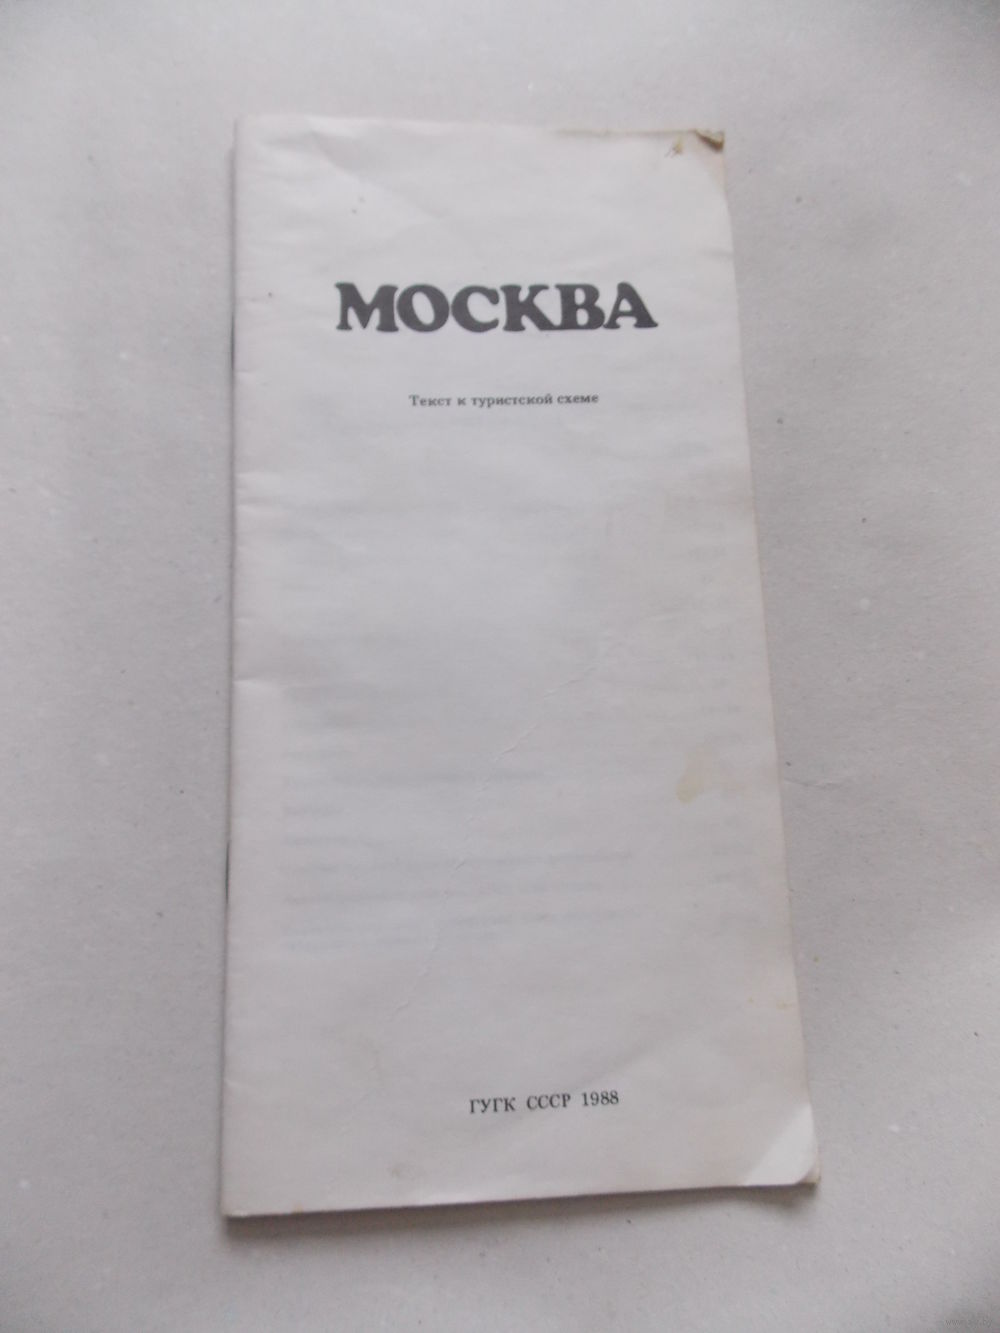 МОСКВА
Текст к туристской схеме
ГУГК СССР 1988